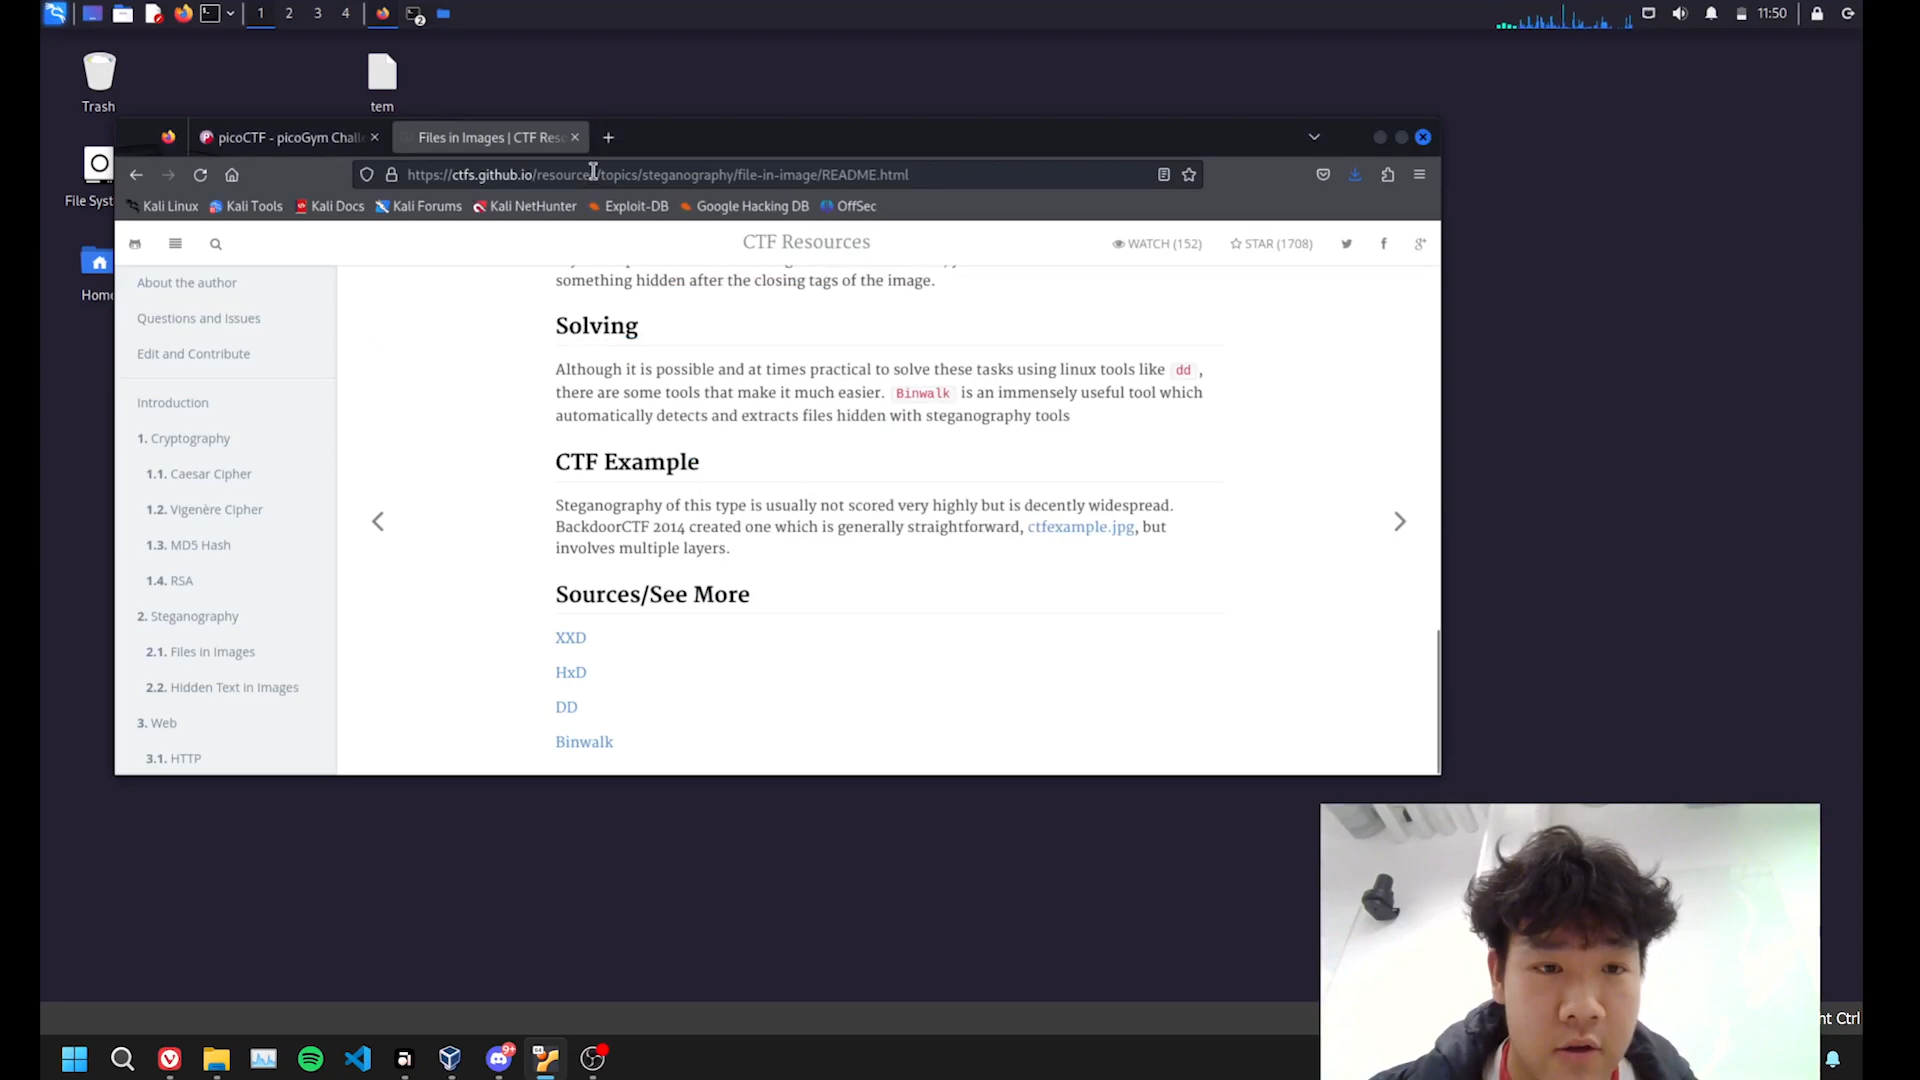 1 2 3 4 2 11:50
Trash
tem
picoCTF - picoGym Chall
Files in Images | CTF Reso
https://ctfs.github.io/resources/topics/steganography/file-in-image/README.html
File Syst
Kali Linux Kali Tools Kali Docs Kali Forums Kali NetHunter Exploit-DB Google Hacking DB OffSec
CTF Resources
WATCH (152) STAR (1708)
Home
About the author
Questions and Issues
Edit and Contribute
Introduction
1. Cryptography
1.1. Caesar Cipher
1.2. Vigenère Cipher
1.3. MD5 Hash
1.4. RSA
2. Steganography
2.1. Files in Images
2.2. Hidden Text in Images
3. Web
3.1. HTTP
something hidden after the closing tags of the image.
Solving
Although it is possible and at times practical to solve these tasks using linux tools like dd ,
there are some tools that make it much easier. Binwalk is an immensely useful tool which
automatically detects and extracts files hidden with steganography tools
CTF Example
Steganography of this type is usually not scored very highly but is decently widespread.
BackdoorCTF 2014 created one which is generally straightforward, ctfexample.jpg, but
involves multiple layers.
Sources/See More
XXD
HxD
DD
Binwalk
ht Ctrl
9+